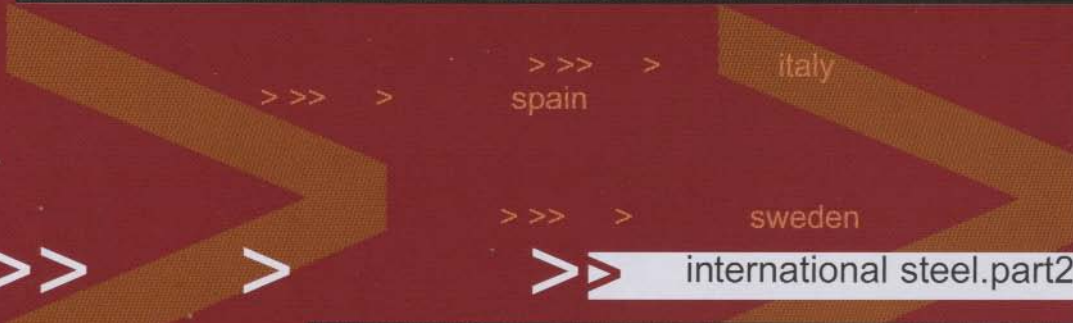 > >> > italy
> >> > spain
> >> > sweden
>> > >> international steel.part2